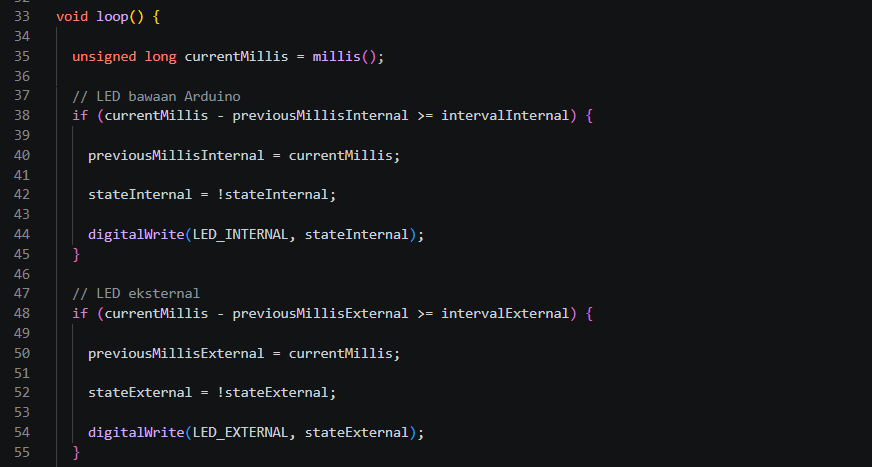 33 void loop() {
34
35 unsigned long currentMillis = millis();
36
37 // LED bawaan Arduino
38 if (currentMillis - previousMillisInternal >= intervalInternal) {
39
40 previousMillisInternal = currentMillis;
41
42 stateInternal = !stateInternal;
43
44 digitalWrite(LED_INTERNAL, stateInternal);
45 }
46
47 // LED eksternal
48 if (currentMillis - previousMillisExternal >= intervalExternal) {
49
50 previousMillisExternal = currentMillis;
51
52 stateExternal = !stateExternal;
53
54 digitalWrite(LED_EXTERNAL, stateExternal);
55 }